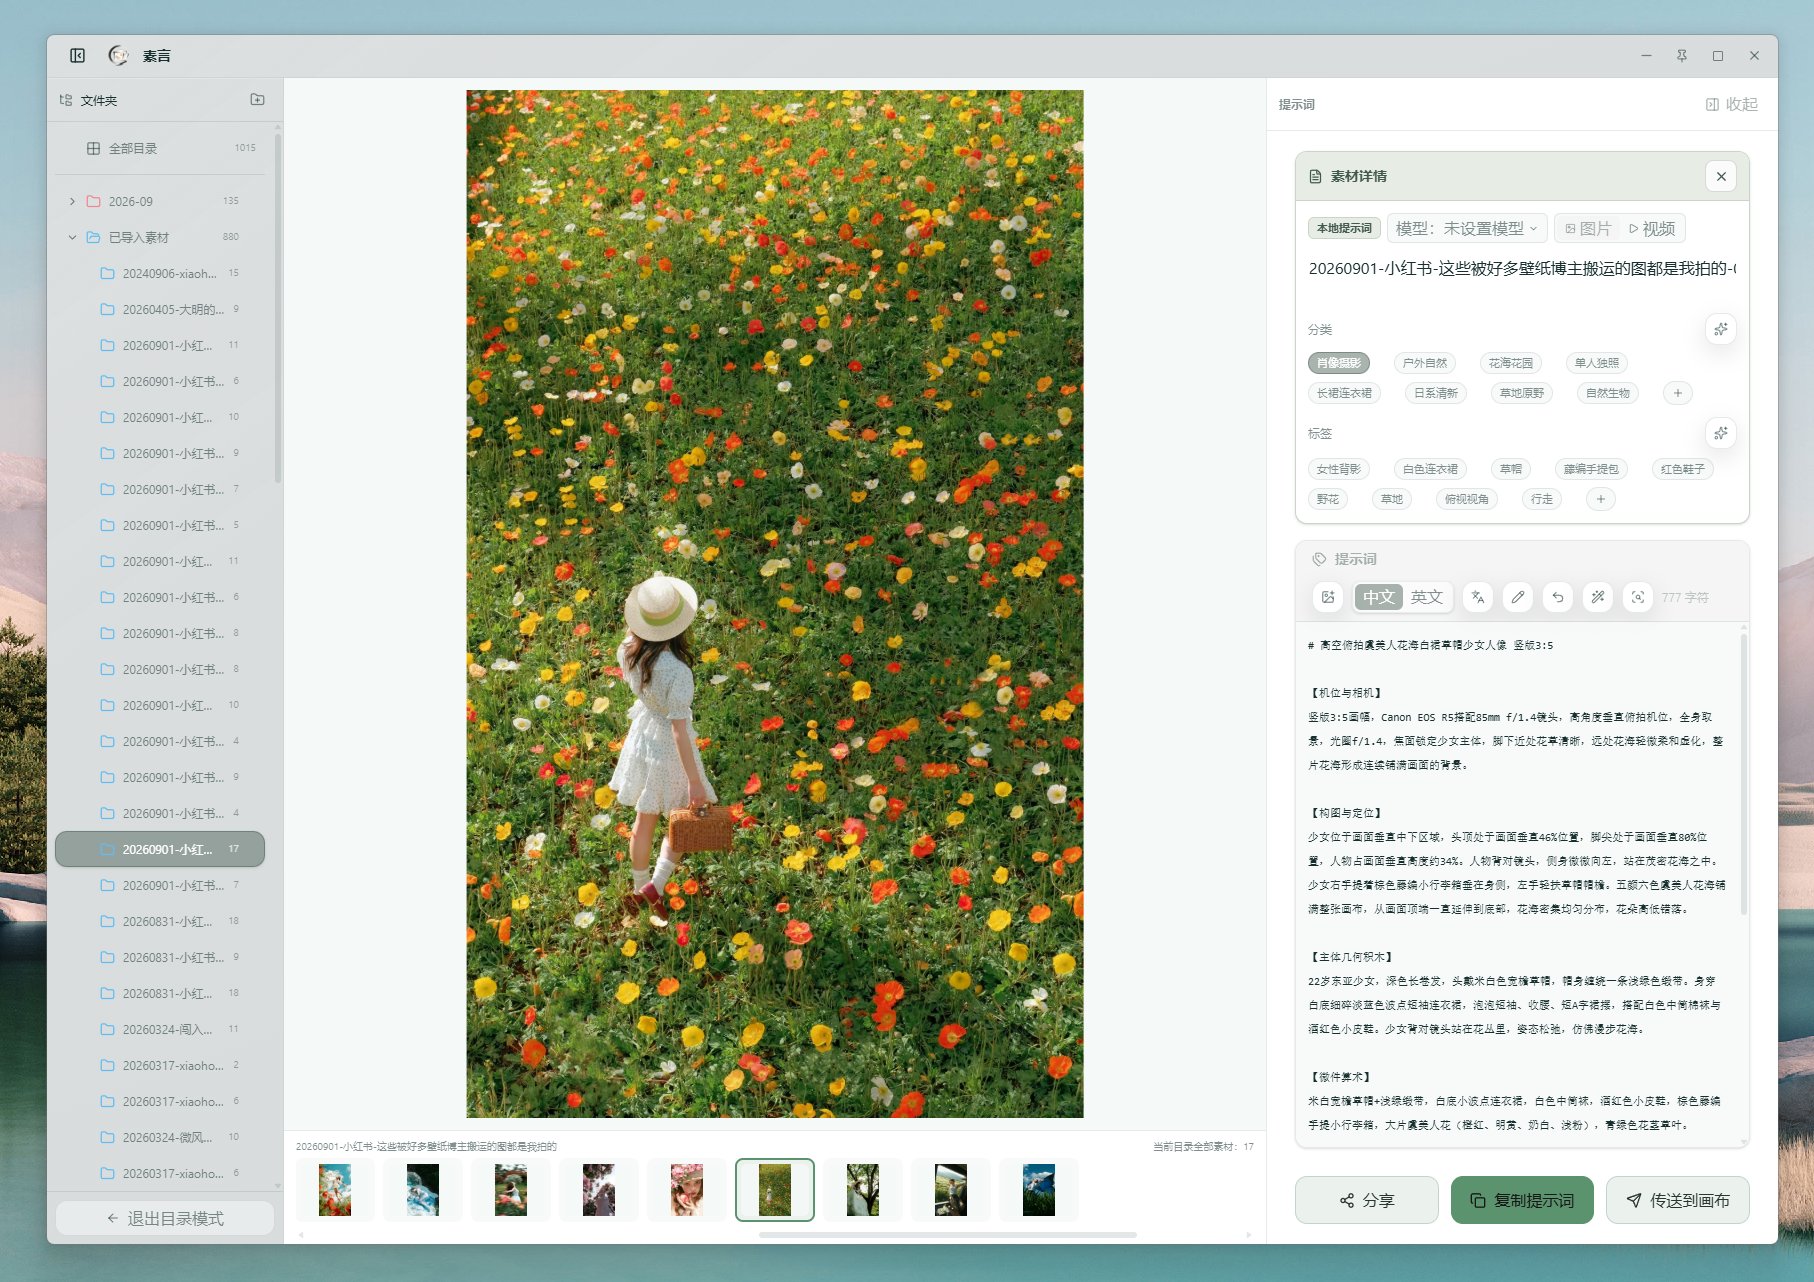 素言
文件夹
全部目录 1015
2026-09 135
已导入素材 880
20240906-xiaoh... 15
20260405-大明的... 9
20260901-小红... 11
20260901-小红书... 6
20260901-小红... 10
20260901-小红书... 9
20260901-小红书... 7
20260901-小红书... 5
20260901-小红... 11
20260901-小红书... 6
20260901-小红书... 8
20260901-小红书... 8
20260901-小红... 10
20260901-小红书... 4
20260901-小红书... 9
20260901-小红书... 4
20260901-小红... 17
20260901-小红书... 7
20260831-小红... 18
20260831-小红书... 9
20260831-小红... 18
20260324-闯入... 11
20260317-xiaoho... 2
20260317-xiaoho... 6
20260324-微风... 10
20260317-xiaoho... 6
退出目录模式
20260901-小红书-这些被好多壁纸博主搬运的图都是我拍的
当前目录全部素材：17
提示词
收起
素材详情
本地提示词 模型：未设置模型 图片 视频
20260901-小红书-这些被好多壁纸博主搬运的图都是我拍的-
分类
肖像摄影 户外自然 花海花园 单人独照
长裙连衣裙 日系清新 草地原野 自然生物
标签
女性背影 白色连衣裙 草帽 藤编手提包 红色鞋子
野花 草地 俯视视角 行走
提示词
中文 英文 777 字符
# 高空俯拍虞美人花海白裙草帽少女人像 竖版3:5
【机位与相机】
竖版3:5画幅，Canon EOS R5搭配85mm f/1.4镜头，高角度垂直俯拍机位，全身取
景，光圈f/1.4，焦面锁定少女主体，脚下近处花草清晰，远处花海轻微柔和虚化，整
片花海形成连续铺满画面的背景。
【构图与定位】
少女位于画面垂直中下区域，头顶处于画面垂直46%位置，脚尖处于画面垂直80%位
置，人物占画面垂直高度约34%。人物背对镜头，侧身微微向左，站在茂密花海之中。
少女右手提着棕色藤编小行李箱垂在身侧，左手轻扶草帽帽檐。五颜六色虞美人花海铺
满整张画布，从画面顶端一直延伸到底部，花海密集均匀分布，花朵高低错落。
【主体几何积木】
22岁东亚少女，深色长卷发，头戴米白色宽檐草帽，帽身缠绕一条浅绿色缎带。身穿
白底细碎淡蓝色波点短袖连衣裙，泡泡短袖、收腰、短A字裙摆，搭配白色中筒棉袜与
酒红色小皮鞋。少女背对镜头站在花丛里，姿态松弛，仿佛漫步花海。
【微件算术】
米白宽檐草帽+浅绿缎带，白底小波点连衣裙，白色中筒袜，酒红色小皮鞋，棕色藤编
手提小行李箱，大片虞美人花（橙红、明黄、奶白、浅粉），青绿色花茎草叶。
分享
复制提示词
传送到画布